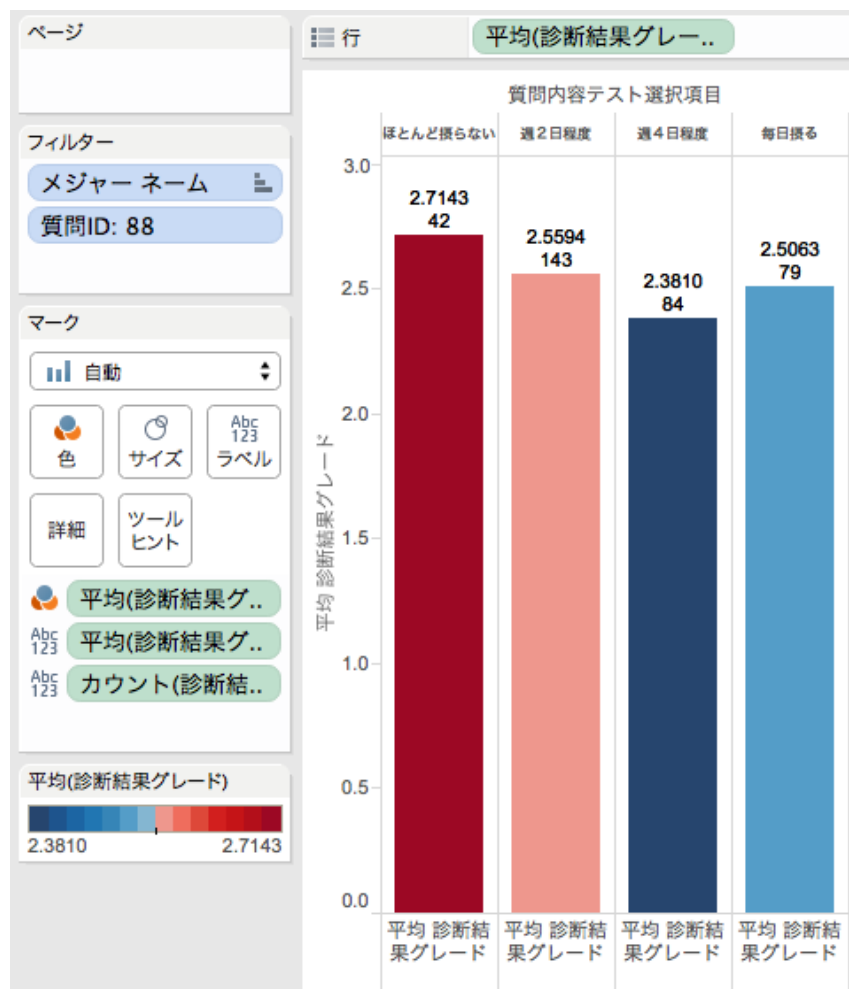 ページ
フィルター
メジャー ネーム
質問ID: 88
マーク
自動
色
サイズ
Abc
123
ラベル
詳細
ツール
ヒント
平均(診断結果グ..
Abc
123
平均(診断結果グ..
Abc
123
カウント(診断結..
平均(診断結果グレード)
2.3810
2.7143
行
平均(診断結果グレー..
質問内容テスト選択項目
ほとんど摂らない
週2日程度
週4日程度
毎日摂る
平均 診断結果グレード
3.0
2.5
2.0
1.5
1.0
0.5
0.0
2.7143
42
2.5594
143
2.3810
84
2.5063
79
平均 診断結
果グレード
平均 診断結
果グレード
平均 診断結
果グレード
平均 診断結
果グレード